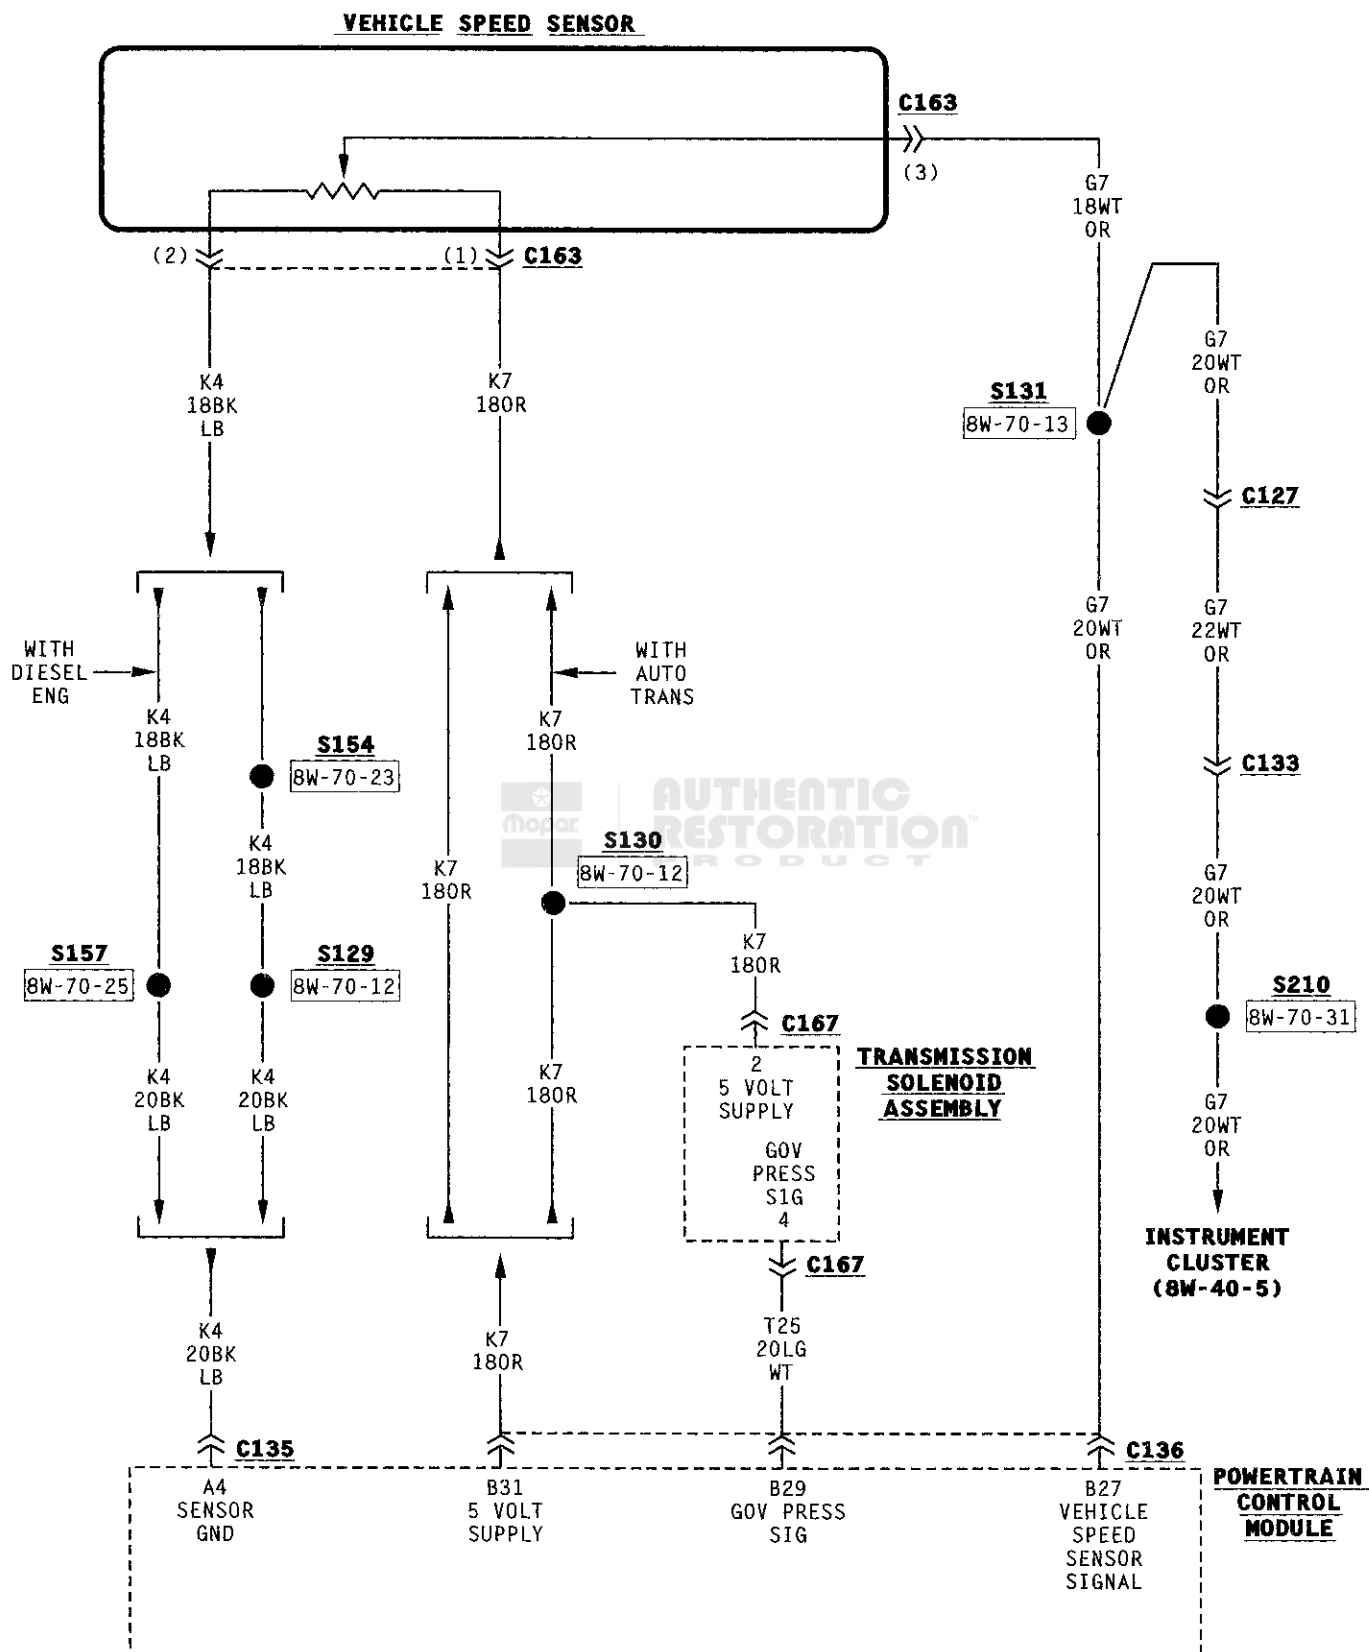 VEHICLE SPEED SENSOR
C163
(3)
G7
18WT
OR
(2)
(1)
C163
K4
18BK
LB
K7
18OR
G7
20WT
OR
S131
8W-70-13
C127
WITH
DIESEL
ENG
WITH
AUTO
TRANS
G7
20WT
OR
G7
22WT
OR
K4
18BK
LB
K7
18OR
S154
8W-70-23
C133
Mopar
AUTHENTIC
RESTORATION™
PRODUCT
K4
18BK
LB
K7
18OR
S130
8W-70-12
G7
20WT
OR
K7
18OR
S157
8W-70-25
S129
8W-70-12
S210
8W-70-31
C167
K4
20BK
LB
K4
20BK
LB
K7
18OR
2
5 VOLT
SUPPLY
GOV
PRESS
SIG
4
TRANSMISSION
SOLENOID
ASSEMBLY
G7
20WT
OR
C167
INSTRUMENT
CLUSTER
(8W-40-5)
K4
20BK
LB
K7
18OR
T25
20LG
WT
C135
C136
A4
SENSOR
GND
B31
5 VOLT
SUPPLY
B29
GOV PRESS
SIG
B27
VEHICLE
SPEED
SENSOR
SIGNAL
POWERTRAIN
CONTROL
MODULE